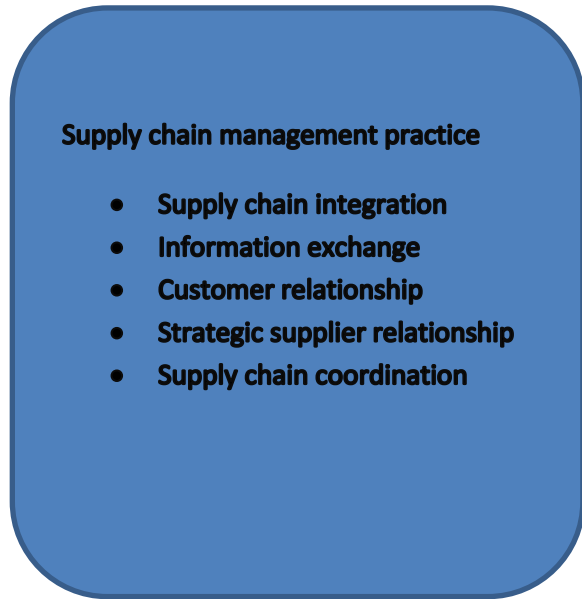 Supply chain management practice
• Supply chain integration
• Information exchange
• Customer relationship
• Strategic supplier relationship
• Supply chain coordination